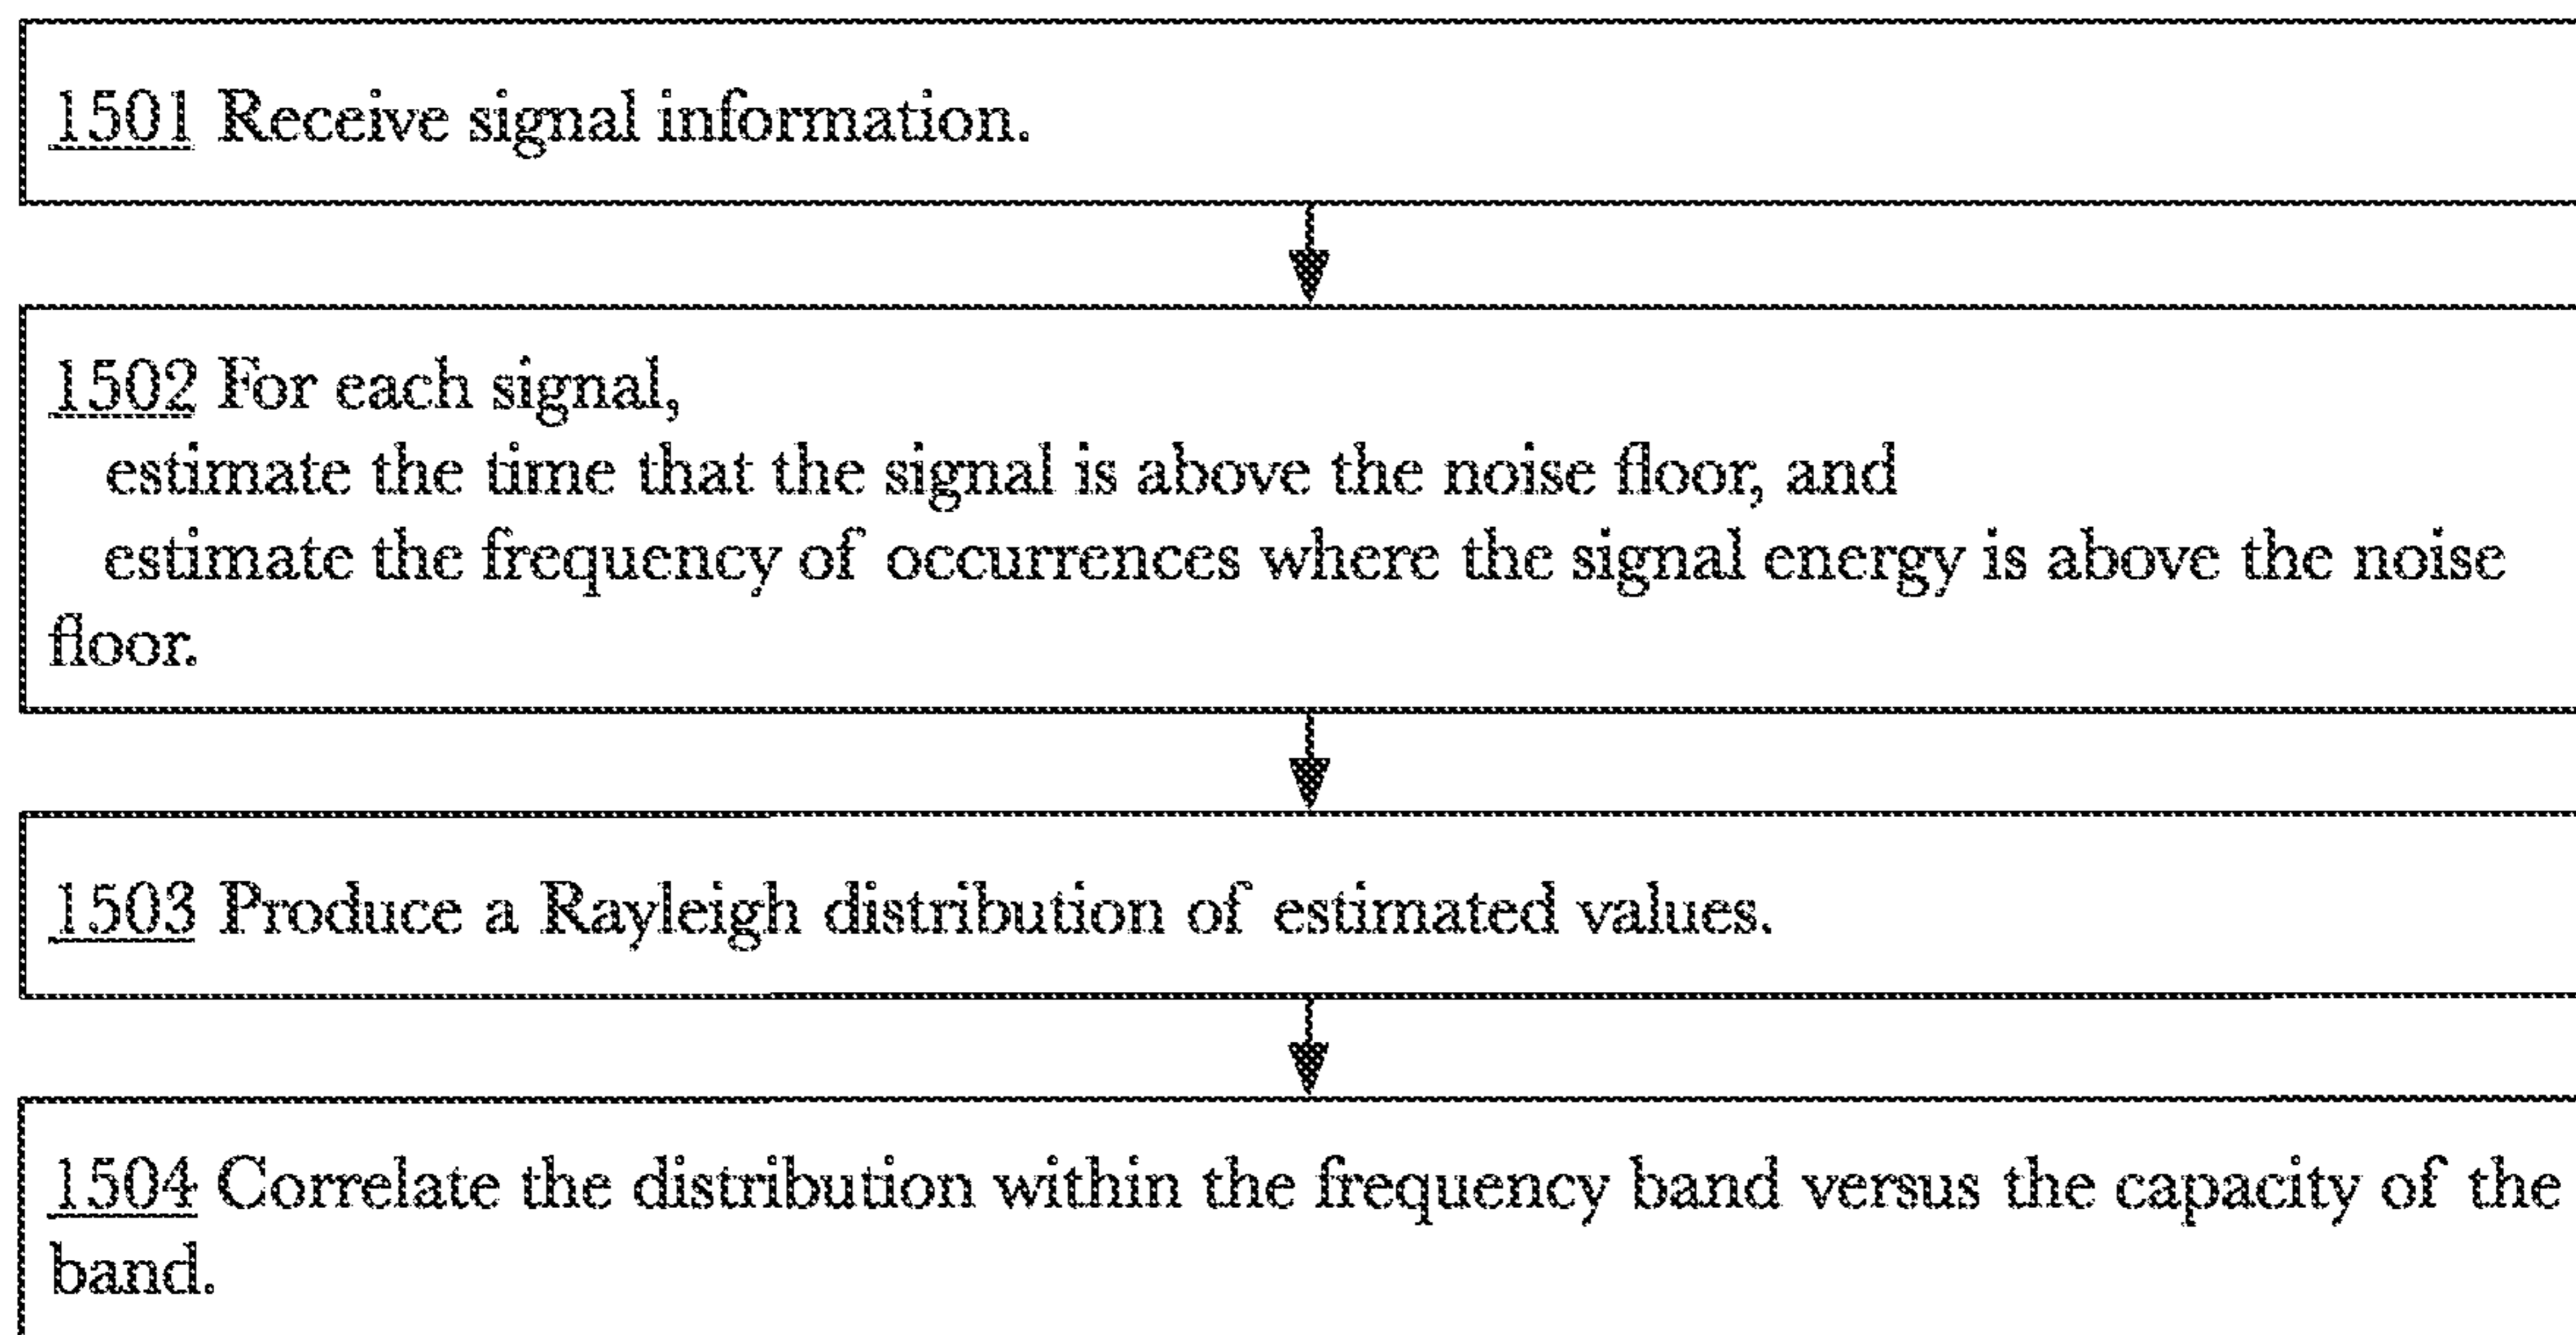 1501 Receive signal information.
1502 For each signal,
estimate the time that the signal is above the noise floor, and
estimate the frequency of occurrences where the signal energy is above the noise
floor.
1503 Produce a Rayleigh distribution of estimated values.
1504 Correlate the distribution within the frequency band versus the capacity of the
band.